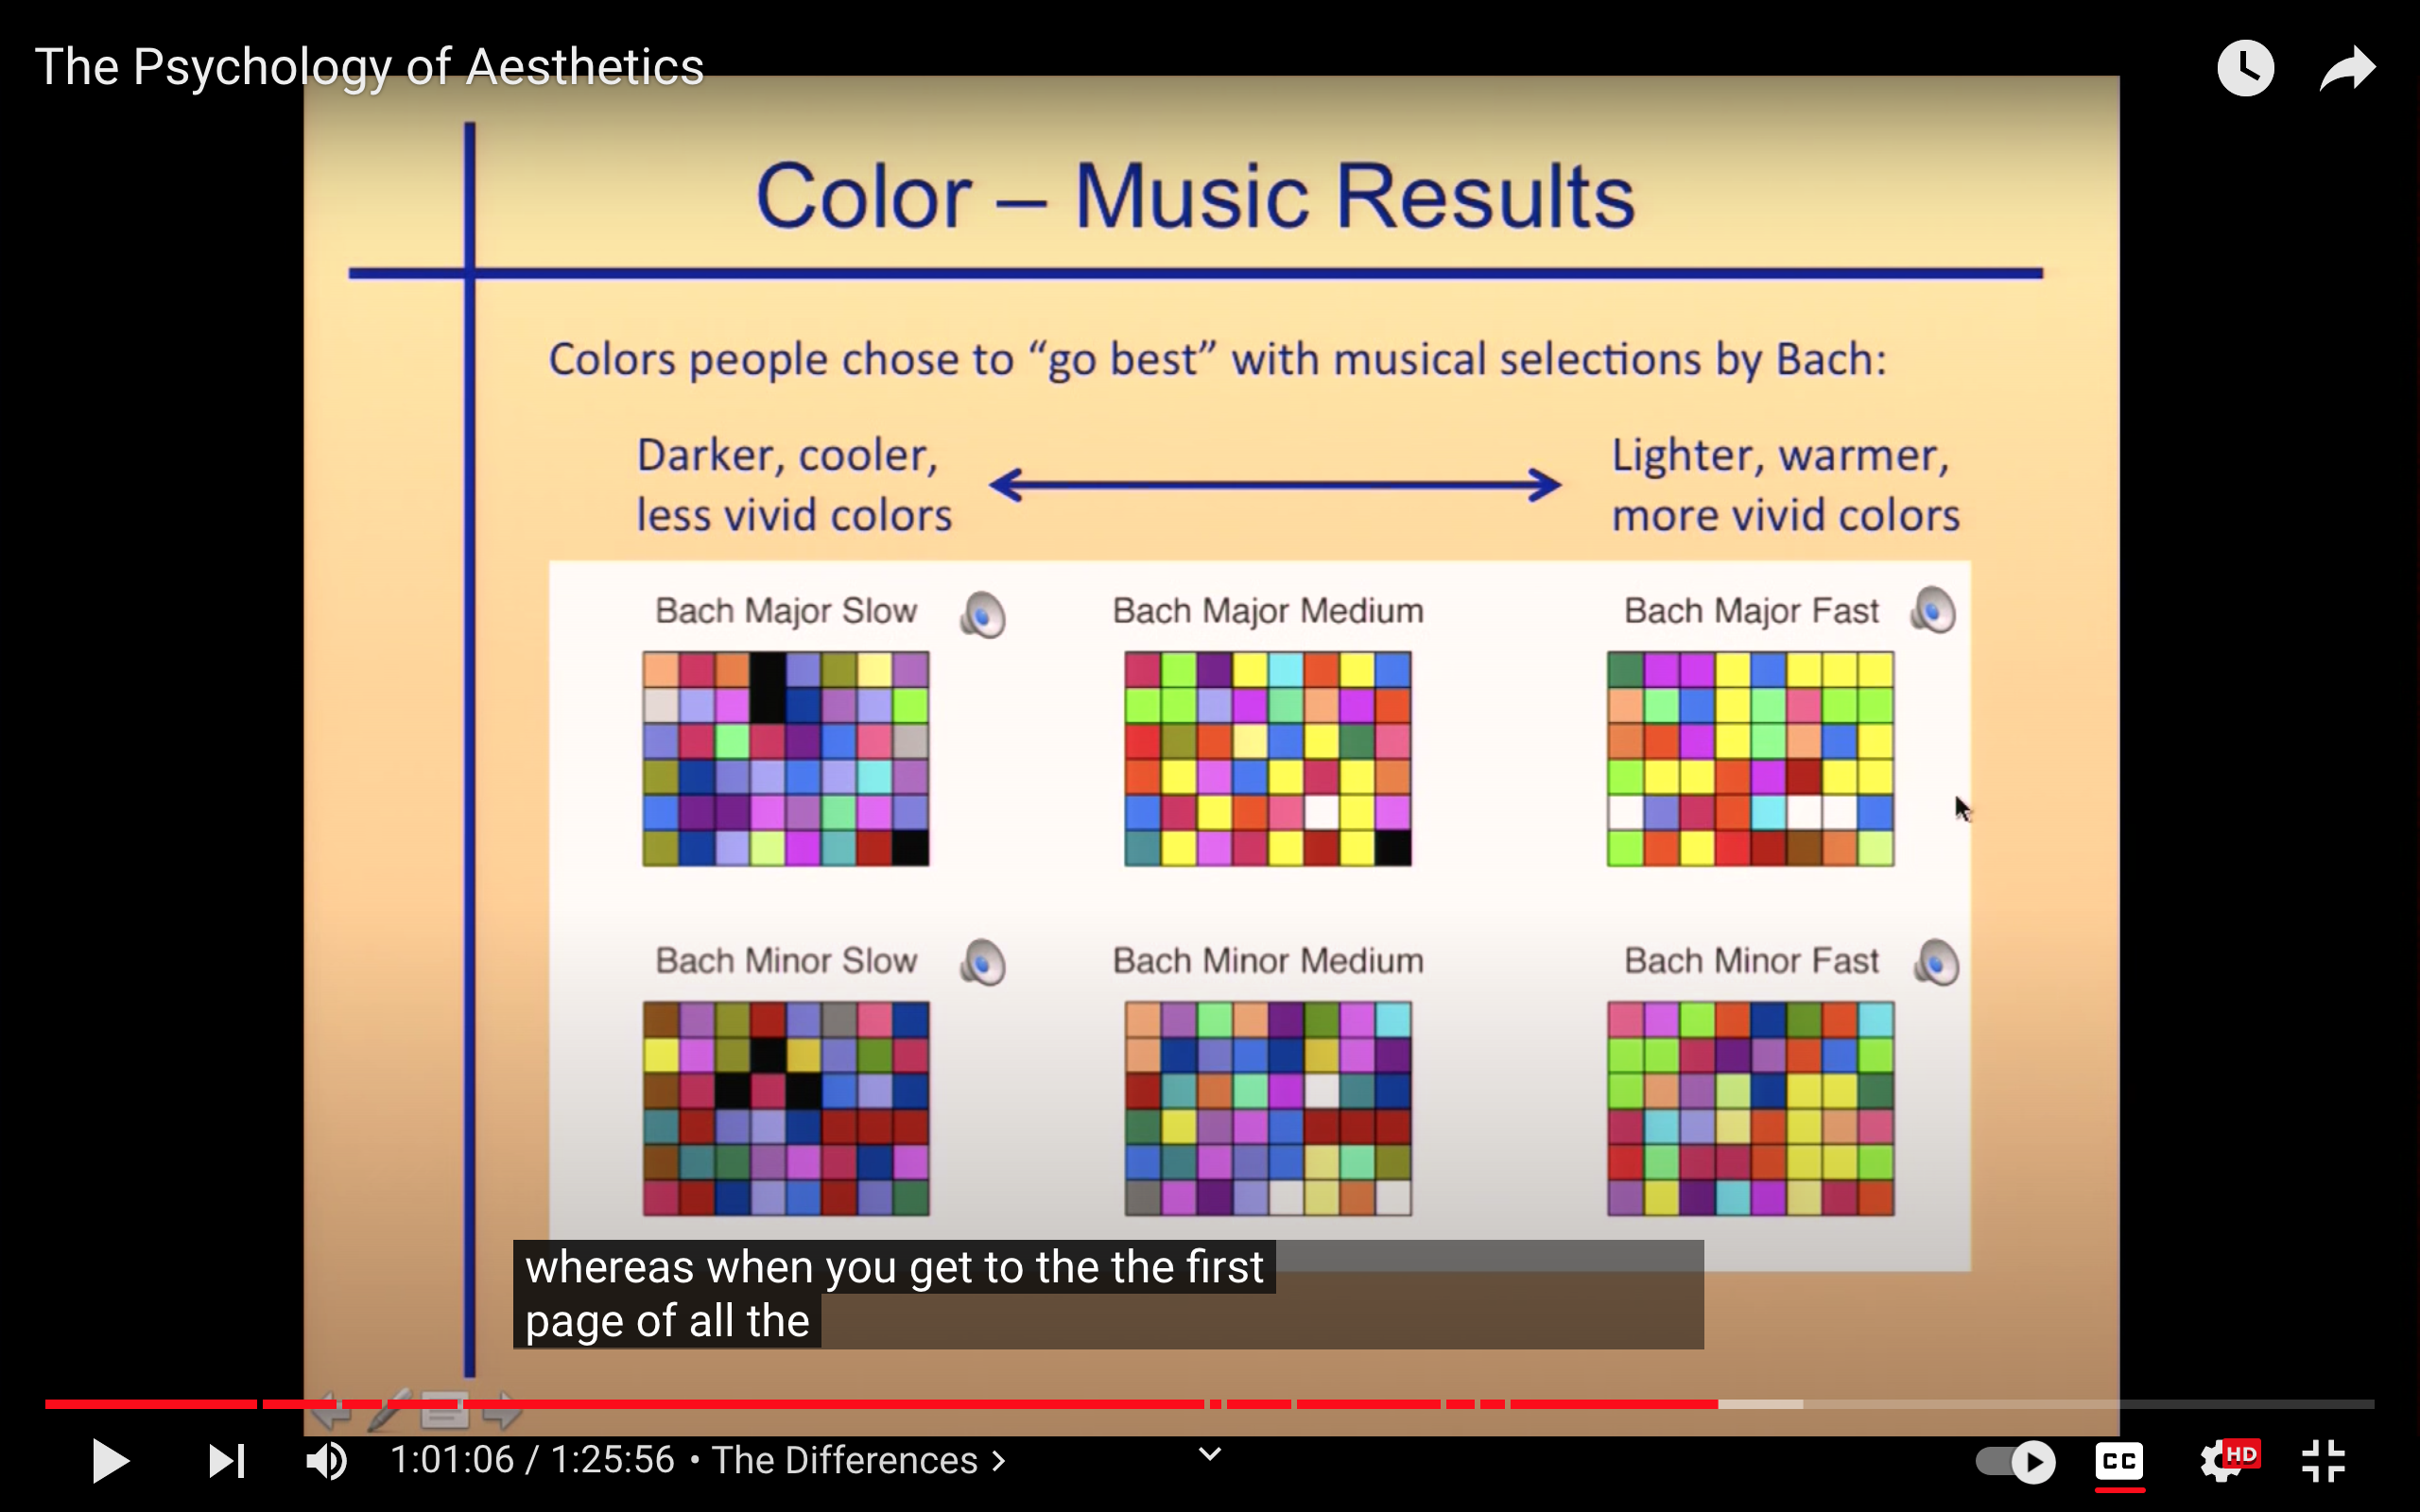 The Psychology of Aesthetics
Color – Music Results
Colors people chose to “go best” with musical selections by Bach:
Darker, cooler,
less vivid colors
Lighter, warmer,
more vivid colors
Bach Major Slow
Bach Major Medium
Bach Major Fast
Bach Minor Slow
Bach Minor Medium
Bach Minor Fast
whereas when you get to the the first
page of all the
1:01:06 / 1:25:56 • The Differences
CC
HD